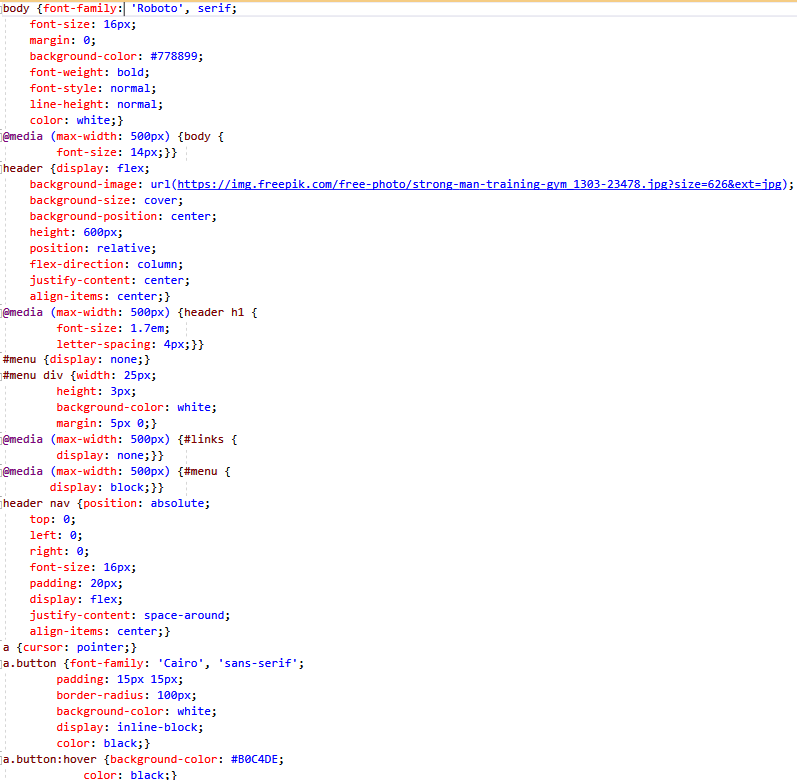 body {font-family: 'Roboto', serif;
font-size: 16px;
margin: 0;
background-color: #778899;
font-weight: bold;
font-style: normal;
line-height: normal;
color: white;}
@media (max-width: 500px) {body {
font-size: 14px;}}
header {display: flex;
background-image: url(https://img.freepik.com/free-photo/strong-man-training-gym_1303-23478.jpg?size=626&ext=jpg);
background-size: cover;
background-position: center;
height: 600px;
position: relative;
flex-direction: column;
justify-content: center;
align-items: center;}
@media (max-width: 500px) {header h1 {
font-size: 1.7em;
letter-spacing: 4px;}}
#menu {display: none;}
#menu div {width: 25px;
height: 3px;
background-color: white;
margin: 5px 0;}
@media (max-width: 500px) {#links {
display: none;}}
@media (max-width: 500px) {#menu {
display: block;}}
header nav {position: absolute;
top: 0;
left: 0;
right: 0;
font-size: 16px;
padding: 20px;
display: flex;
justify-content: space-around;
align-items: center;}
a {cursor: pointer;}
a.button {font-family: 'Cairo', 'sans-serif';
padding: 15px 15px;
border-radius: 100px;
background-color: white;
display: inline-block;
color: black;}
a.button:hover {background-color: #B0C4DE;
color: black;}